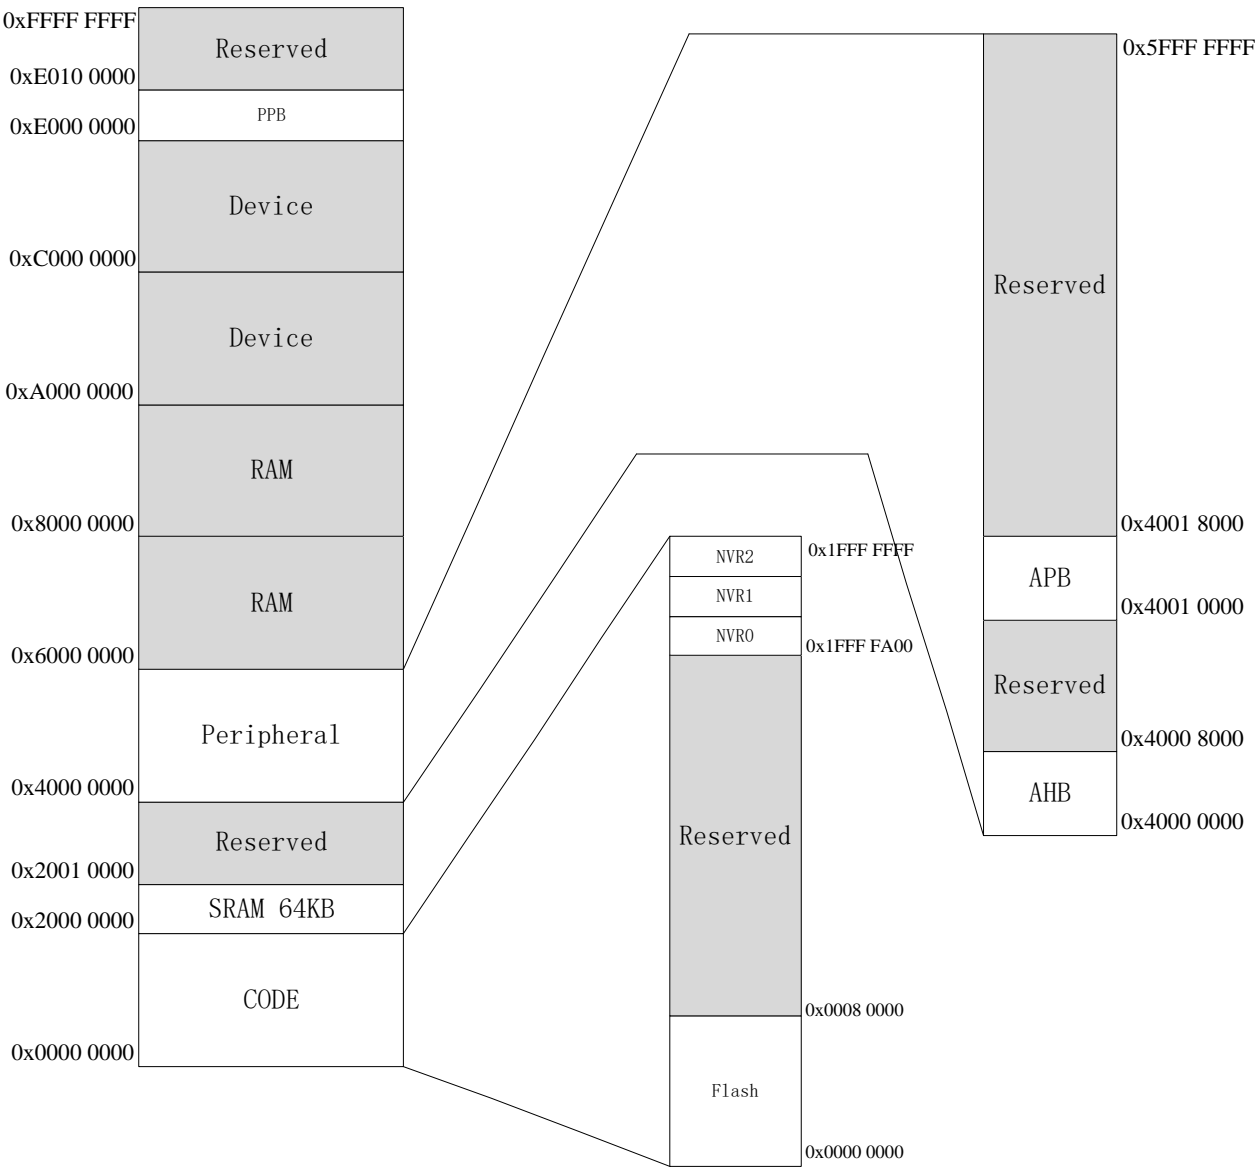 0xFFFF FFFF
Reserved
0xE010 0000
PPB
0xE000 0000
Device
0xC000 0000
Device
0xA000 0000
RAM
0x8000 0000
RAM
0x6000 0000
Peripheral
0x4000 0000
Reserved
0x2001 0000
SRAM 64KB
0x2000 0000
CODE
0x0000 0000
NVR2
0x1FFF FFFF
NVR1
NVR0
0x1FFF FA00
Reserved
0x0008 0000
Flash
0x0000 0000
0x5FFF FFFF
Reserved
0x4001 8000
APB
0x4001 0000
Reserved
0x4000 8000
AHB
0x4000 0000